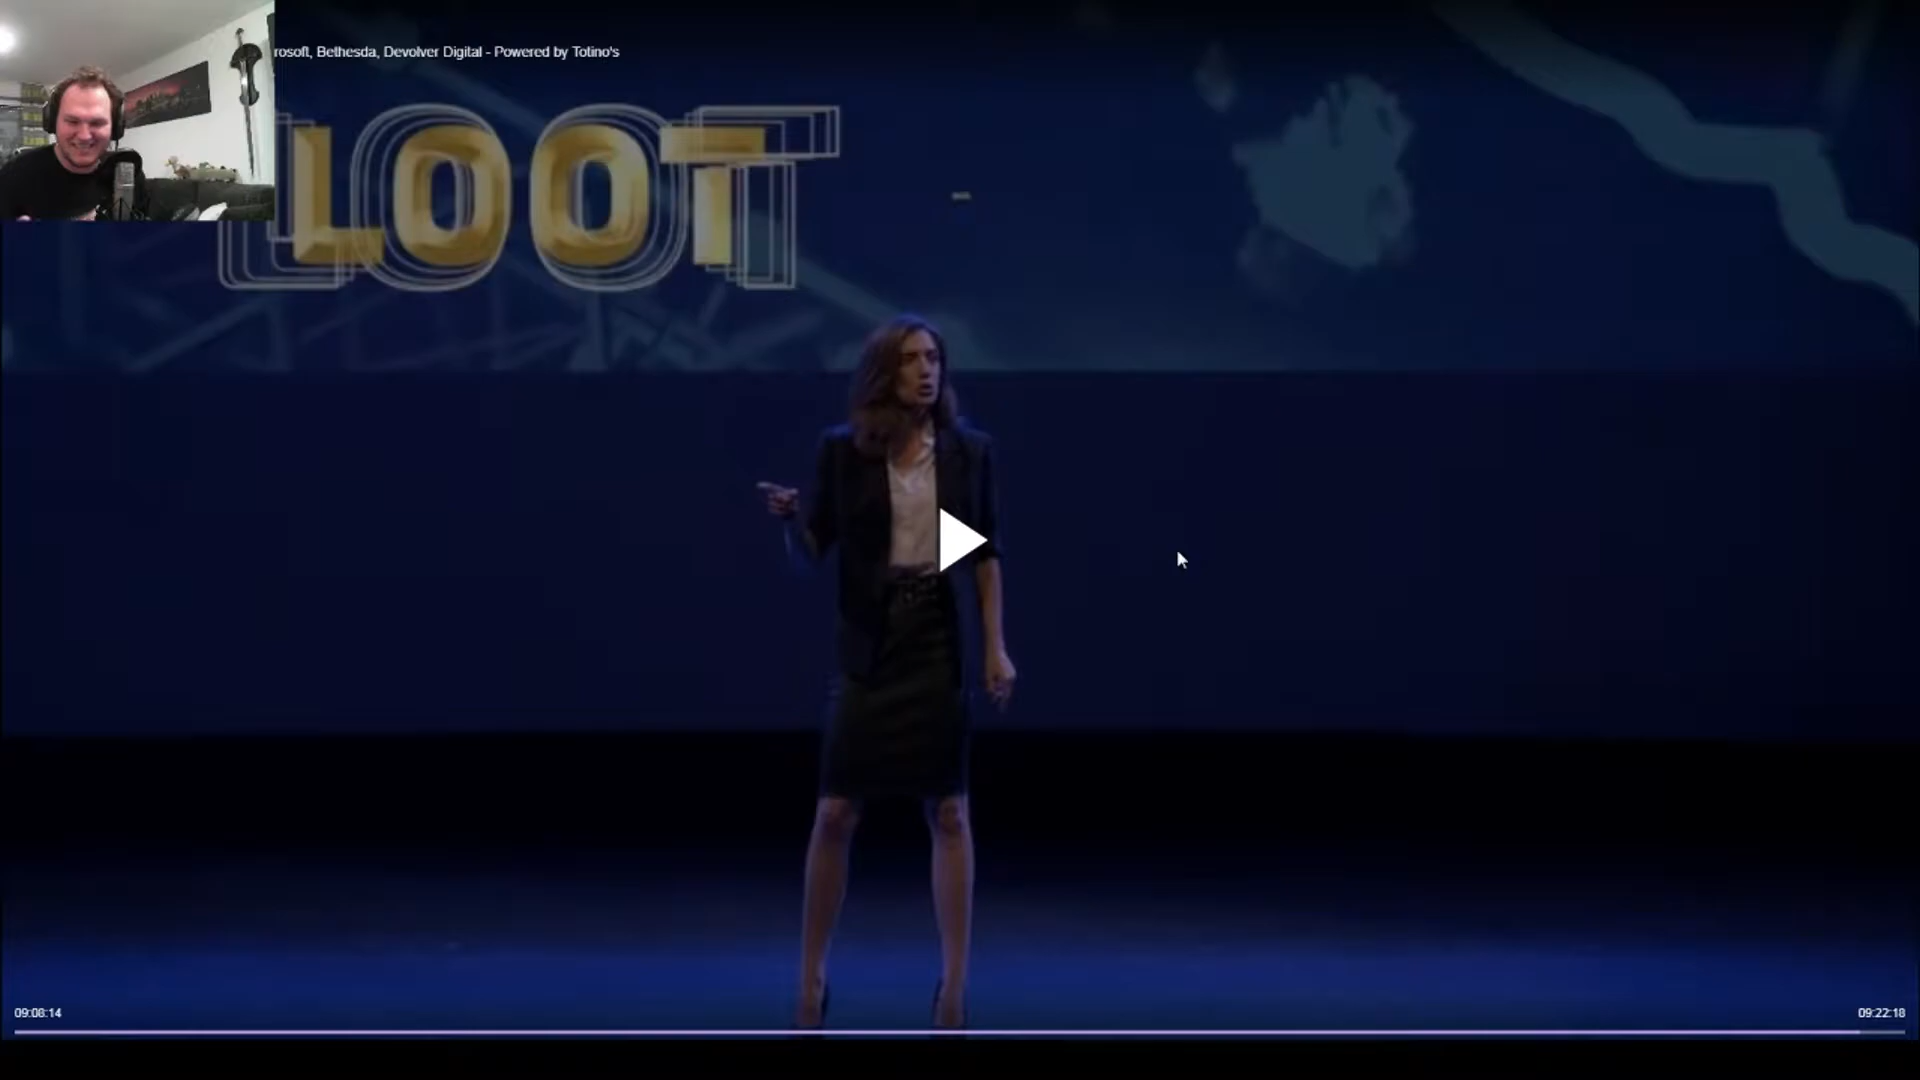 rosoft, Bethesda, Devolver Digital - Powered by Totino's
LOOT
09:08:14
09:22:18